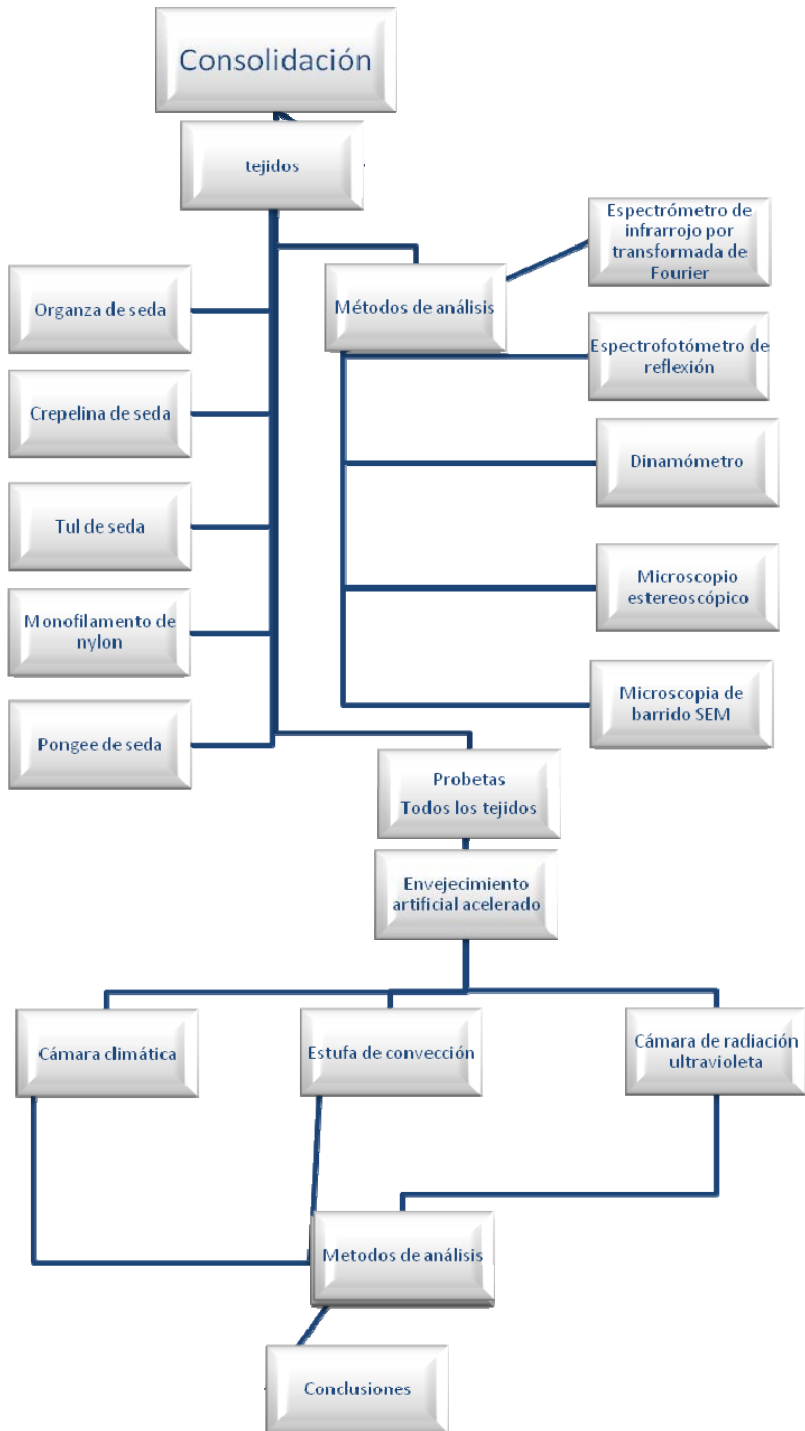 Consolidación
tejidos
Organza de seda
Crepelina de seda
Tul de seda
Monofilamento de
nylon
Pongee de seda
Métodos de análisis
Espectrómetro de
infrarrojo por
transformada de
Fourier
Espectrofotómetro de
reflexión
Dinamómetro
Microscopio
estereoscópico
Microscopia de
barrido SEM
Probetas
Todos los tejidos
Envejecimiento
artificial acelerado
Cámara climática
Estufa de convección
Cámara de radiación
ultravioleta
Metodos de análisis
Conclusiones